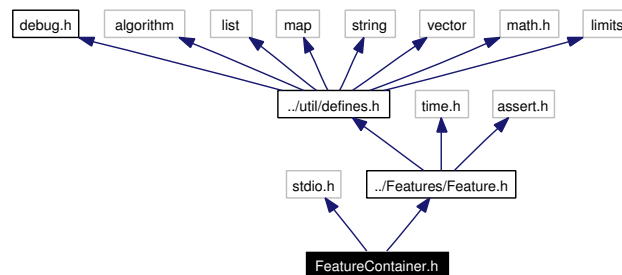 debug.h
algorithm
list
map
string
vector
math.h
limits
../util/defines.h
time.h
assert.h
stdio.h
../Features/Feature.h
FeatureContainer.h